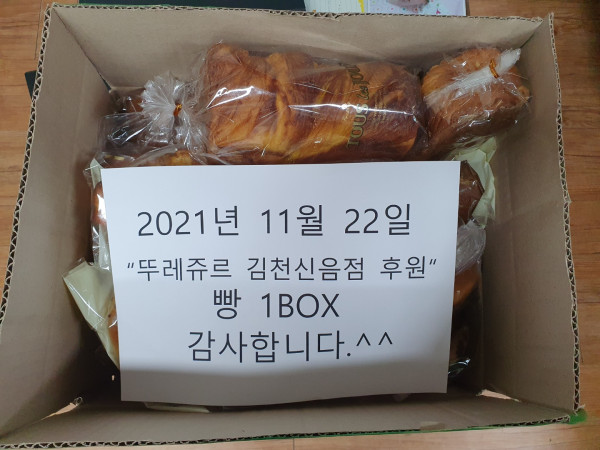 TOUS
2021년 11월 22일
"뚜레쥬르 김천신음점 후원"
빵 1BOX
감사합니다.^^